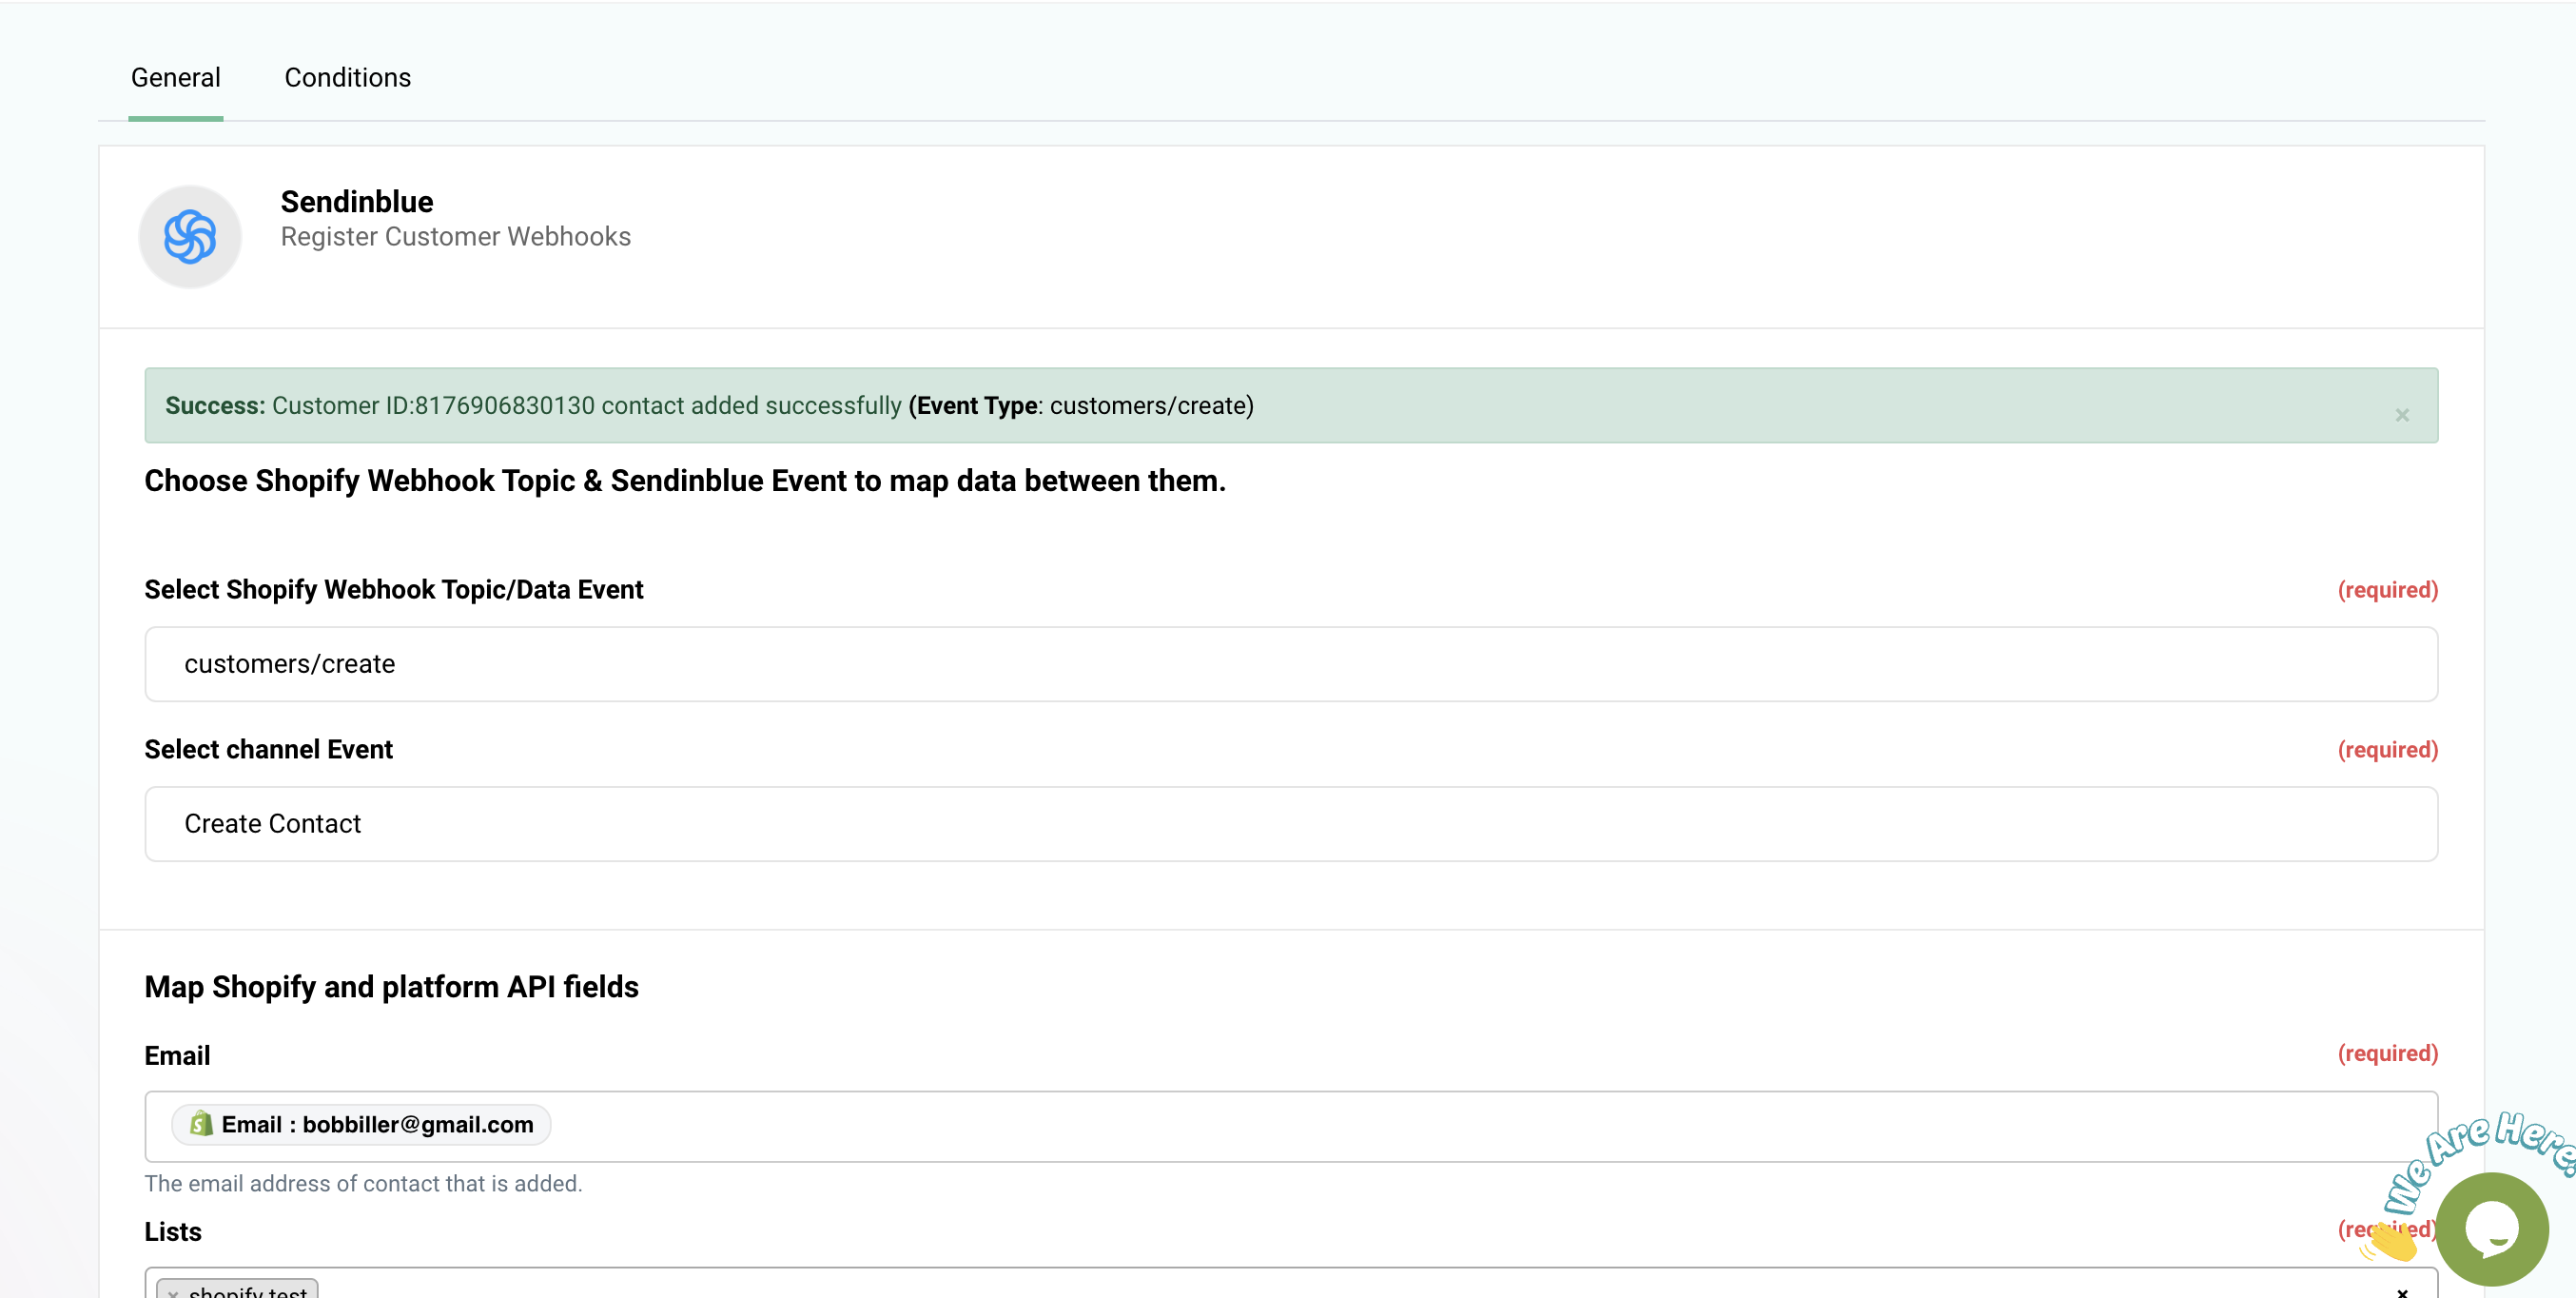 General Conditions
Sendinblue
Register Customer Webhooks
Success: Customer ID:8176906830130 contact added successfully (Event Type: customers/create)
×
Choose Shopify Webhook Topic & Sendinblue Event to map data between them.
Select Shopify Webhook Topic/Data Event (required)
customers/create
Select channel Event (required)
Create Contact
Map Shopify and platform API fields
Email (required)
Email : bobbiller@gmail.com
The email address of contact that is added.
We Are Here!
Lists (required)
× shopify test ×